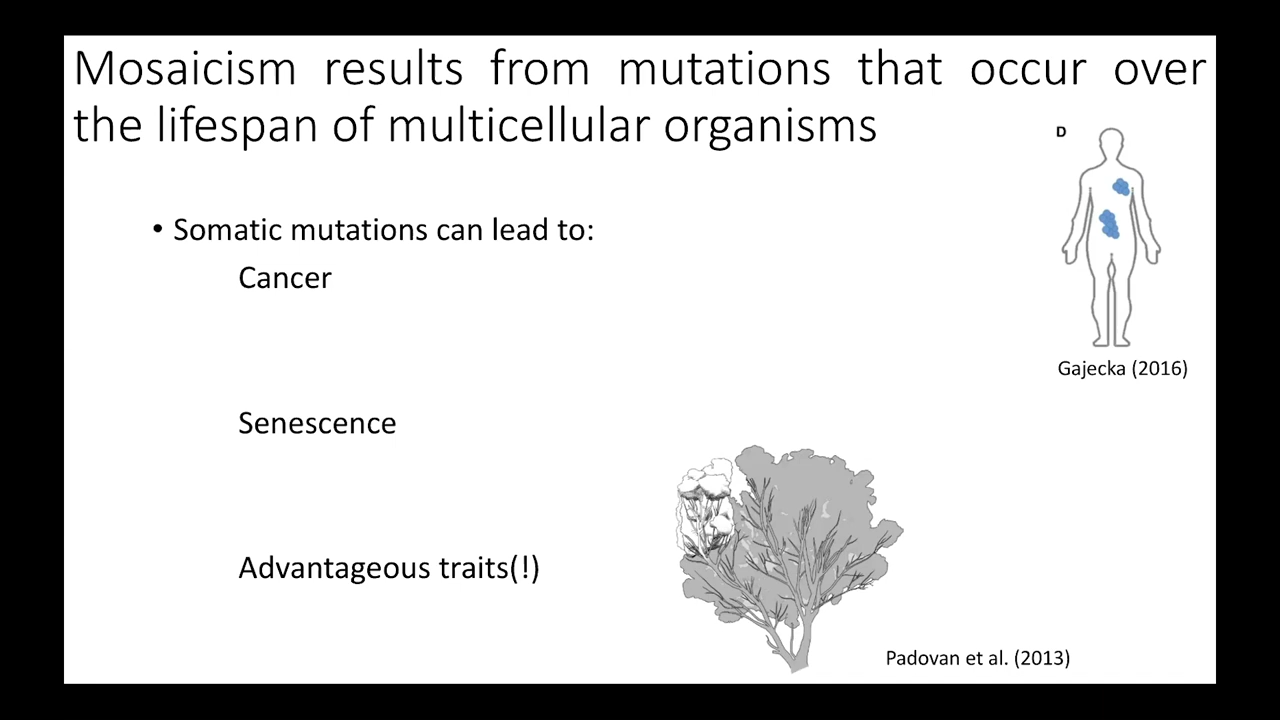 Mosaicism results from mutations that occur over
the lifespan of multicellular organisms
D
• Somatic mutations can lead to:
Cancer
Gajecka (2016)
Senescence
Advantageous traits(!)
Padovan et al. (2013)